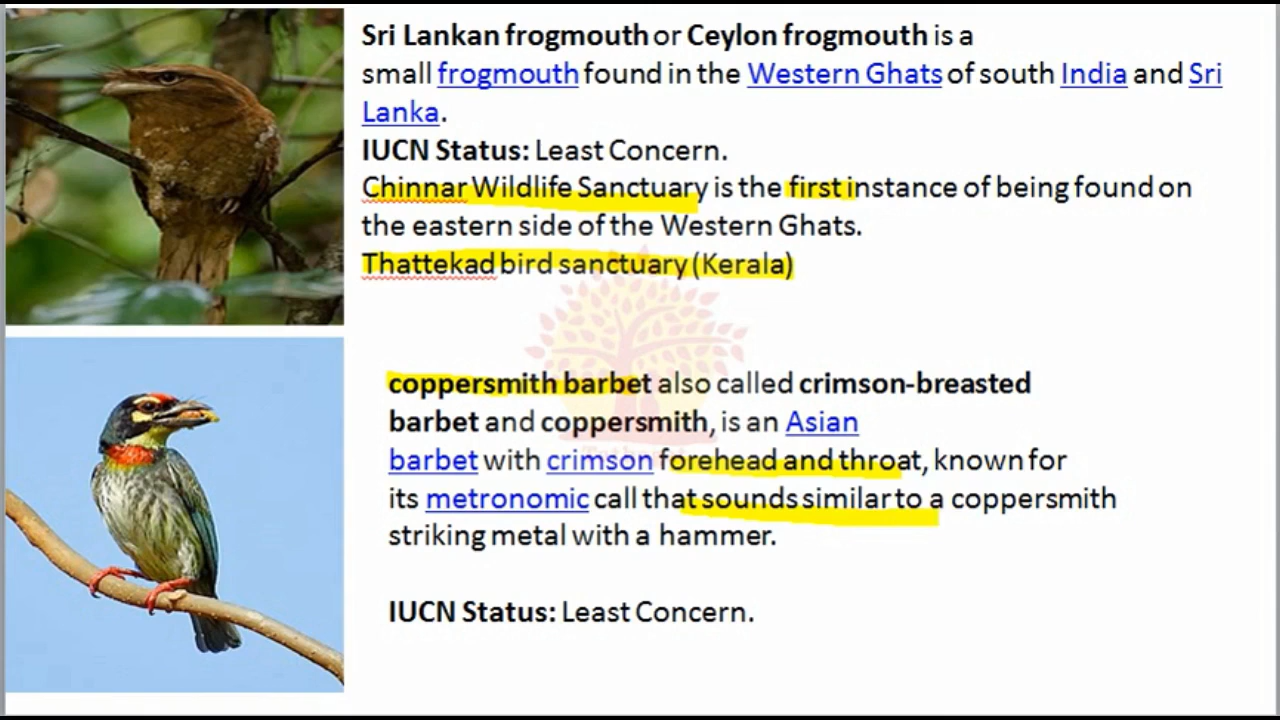 Sri Lankan frogmouth or Ceylon frogmouth is a
small frogmouth found in the Western Ghats of south India and Sri
Lanka.
IUCN Status: Least Concern.
Chinnar Wildlife Sanctuary is the first instance of being found on
the eastern side of the Western Ghats.
Thattekad bird sanctuary (Kerala)
coppersmith barbet also called crimson-breasted
barbet and coppersmith, is an Asian
barbet with crimson forehead and throat, known for
its metronomic call that sounds similar to a coppersmith
striking metal with a hammer.
IUCN Status: Least Concern.